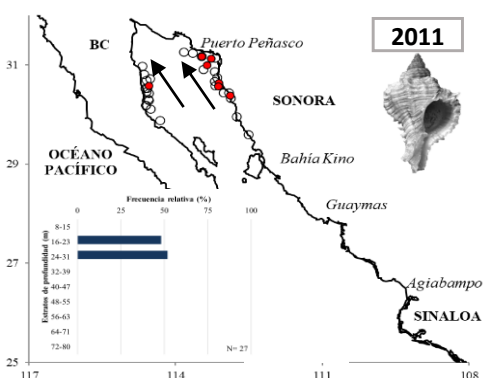 2011
BC
Puerto Peñasco
31
SONORA
OCÉANO
PACÍFICO
29
Bahía Kino
Frecuencia relativa (%)
0 25 50 75 100
Guaymas
Estratos de profundidad (m)
8-15
16-23
24-31
32-39
40-47
48-55
56-63
64-71
72-80
N= 27
27
Agiabampo
SINALOA
25
117 114 111 108